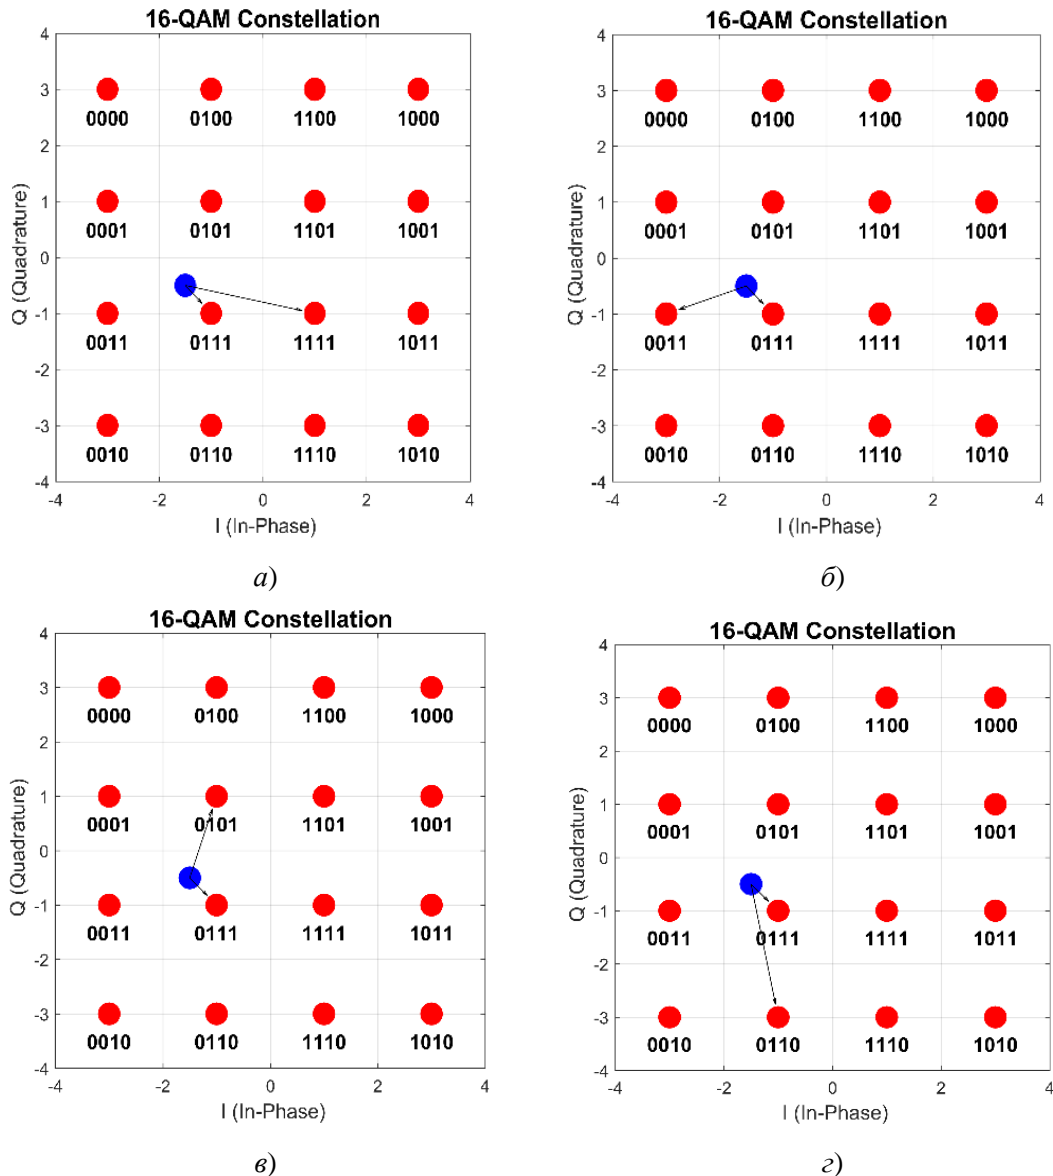 16-QAM Constellation
4
3
0000 0100 1100 1000
2
1
0001 0101 1101 1001
0
-1
0011 0111 1111 1011
-2
-3
0010 0110 1110 1010
-4
-4 -2 0 2 4
I (In-Phase)
Q (Quadrature)
а)
16-QAM Constellation
4
3
0000 0100 1100 1000
2
1
0001 0101 1101 1001
0
-1
0011 0111 1111 1011
-2
-3
0010 0110 1110 1010
-4
-4 -2 0 2 4
I (In-Phase)
Q (Quadrature)
б)
16-QAM Constellation
4
3
0000 0100 1100 1000
2
1
0001 0101 1101 1001
0
-1
0011 0111 1111 1011
-2
-3
0010 0110 1110 1010
-4
-4 -2 0 2 4
I (In-Phase)
Q (Quadrature)
в)
16-QAM Constellation
4
3
0000 0100 1100 1000
2
1
0001 0101 1101 1001
0
-1
0011 0111 1111 1011
-2
-3
0010 0110 1110 1010
-4
-4 -2 0 2 4
I (In-Phase)
Q (Quadrature)
г)